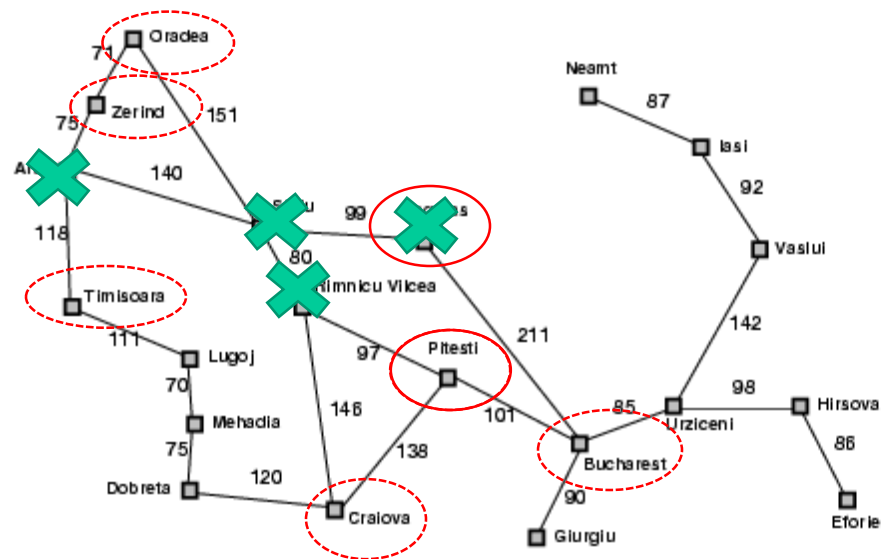 Oradea
71
Neamt
87
Zerind
75
151
Iasi
140
92
99
118
80
Vaslui
Rimnicu Vilcea
Timisoara
142
111
211
Lugoj
97
Pitesti
70
98
Hirsova
146
101
85
Urziceni
Mehadia
75
138
Bucharest
86
Dobreta
120
90
Craiova
Eforie
Giurgiu